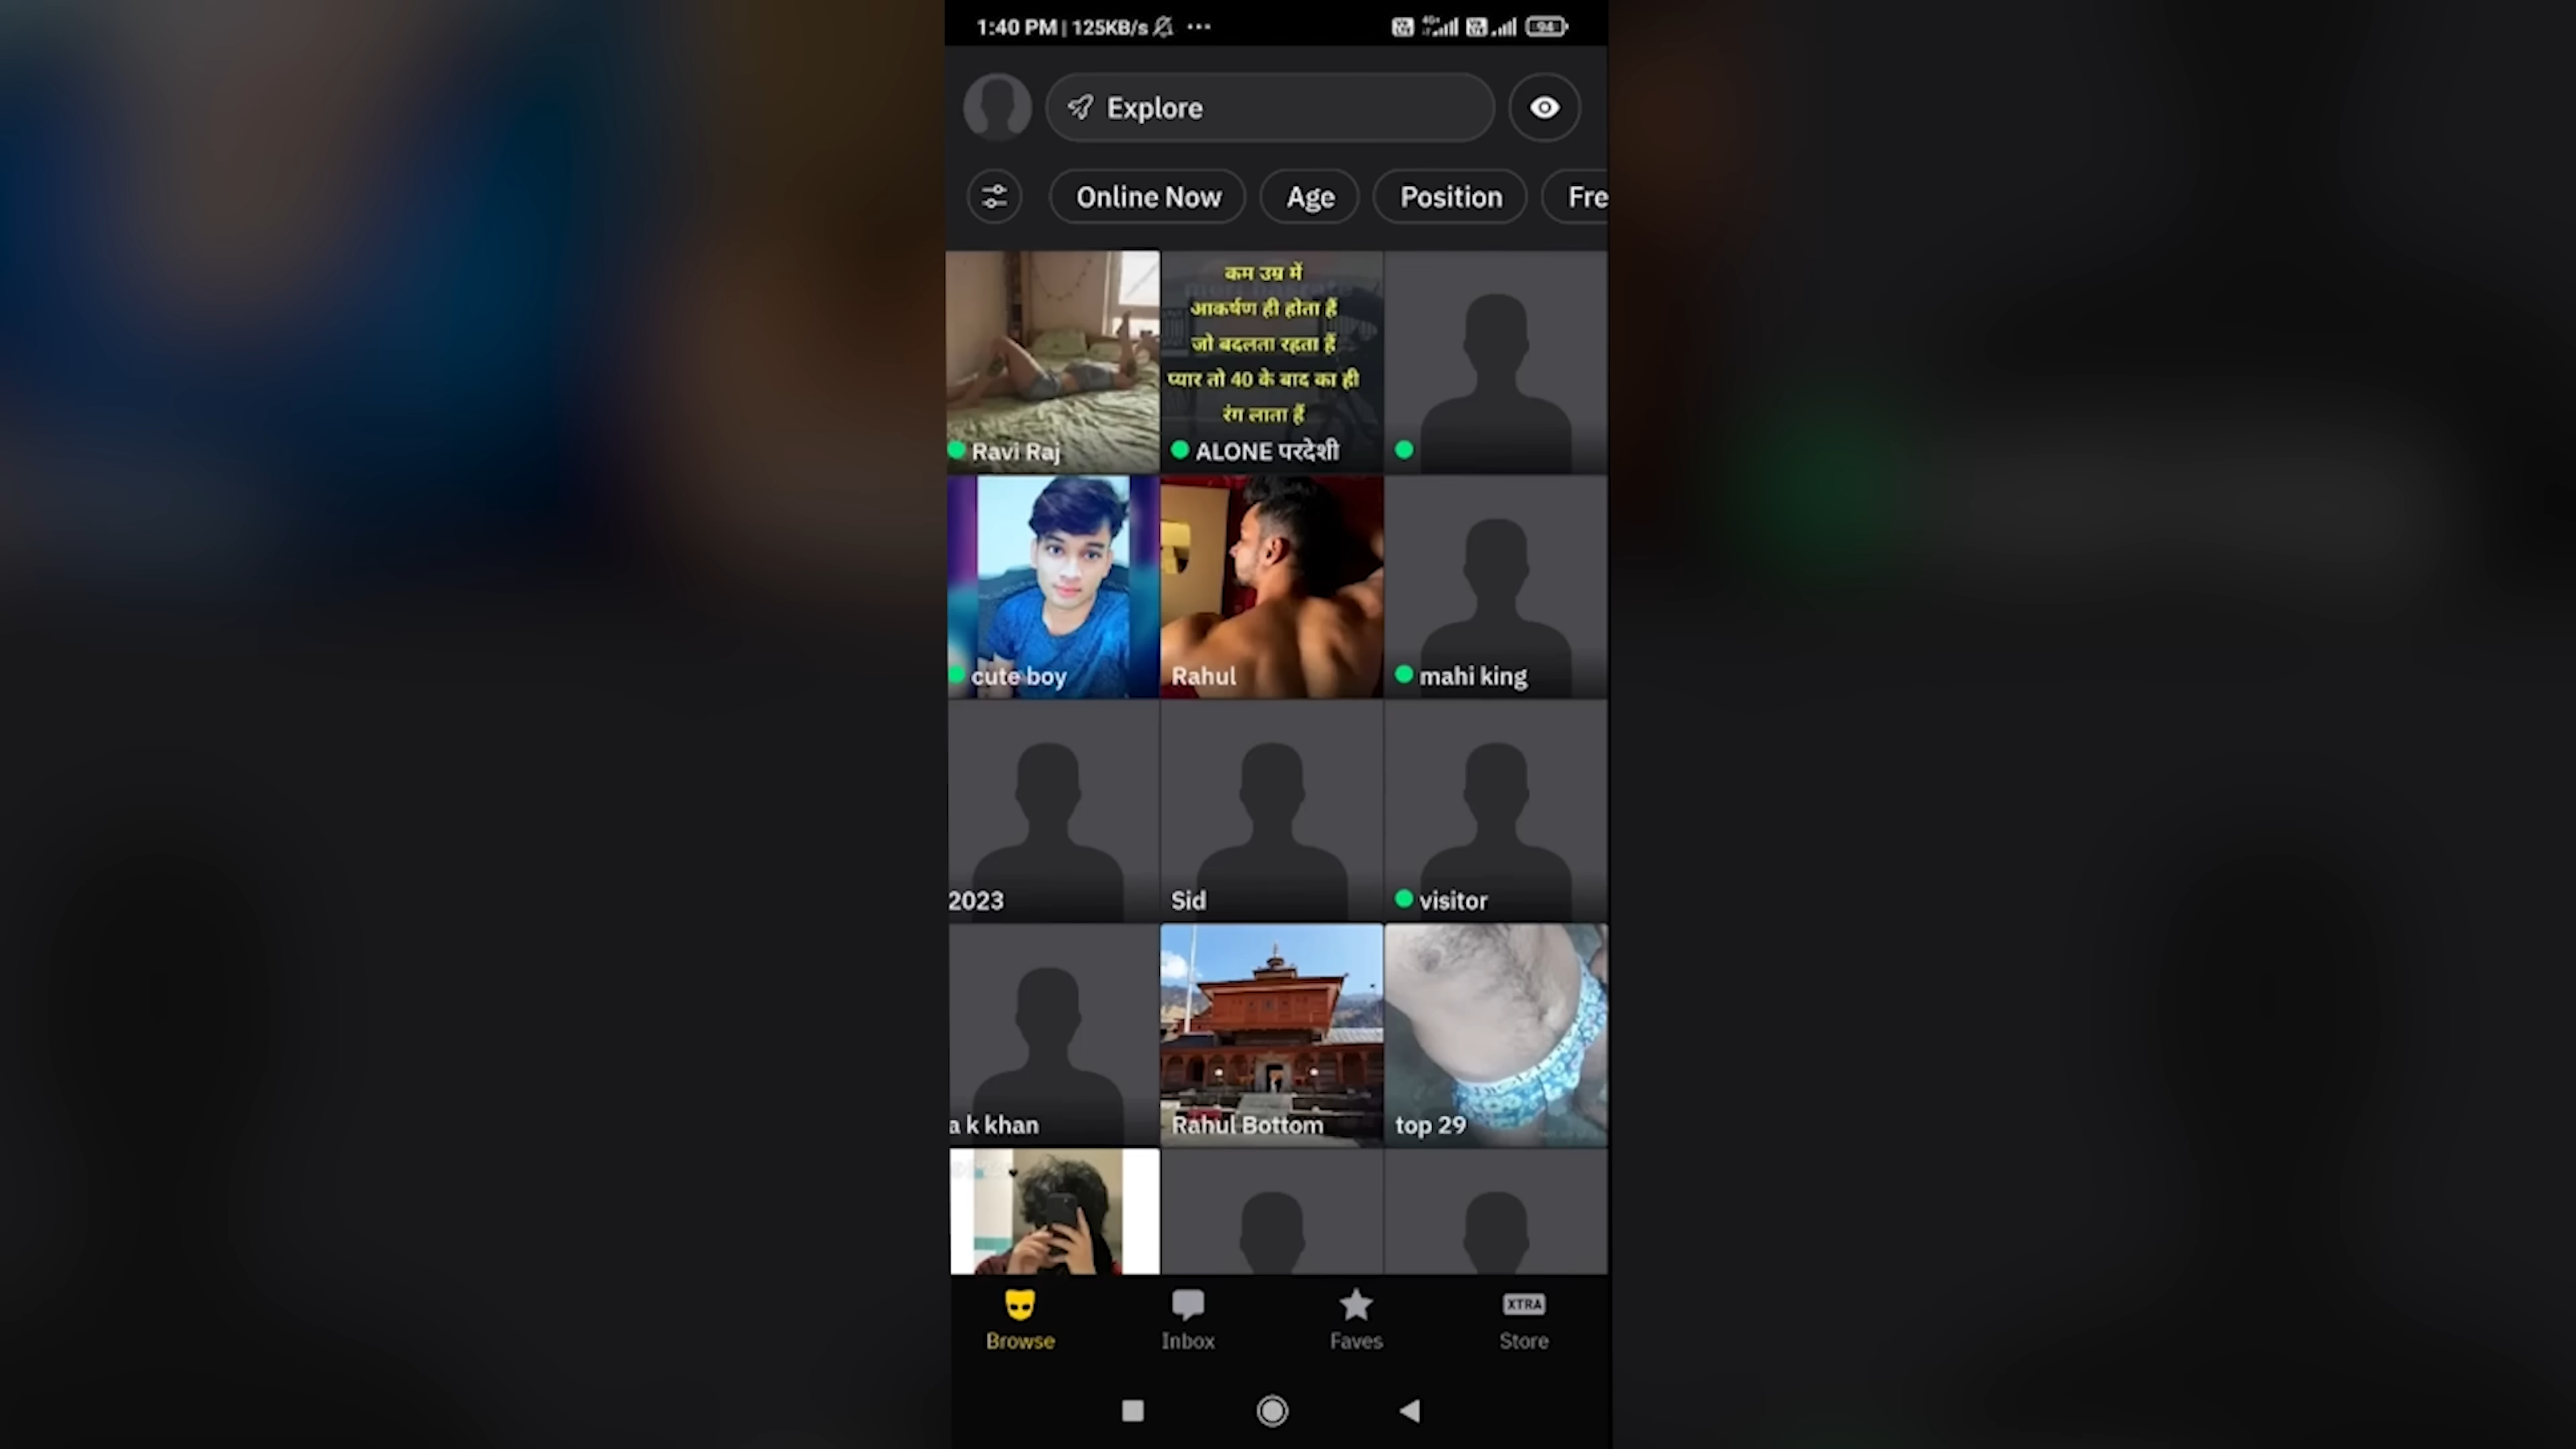 1:40 PM | 125KB/s ...
94
Explore
Online Now
Age
Position
Fre
कम उम्र में
आकर्षण ही होता हैं
जो बदलता रहता हैं
प्यार तो 40 के बाद का ही
रंग लाता हैं
Ravi Raj
ALONE परदेशी
cute boy
Rahul
mahi king
2023
Sid
visitor
a k khan
Rahul Bottom
top 29
XTRA
Browse
Inbox
Faves
Store